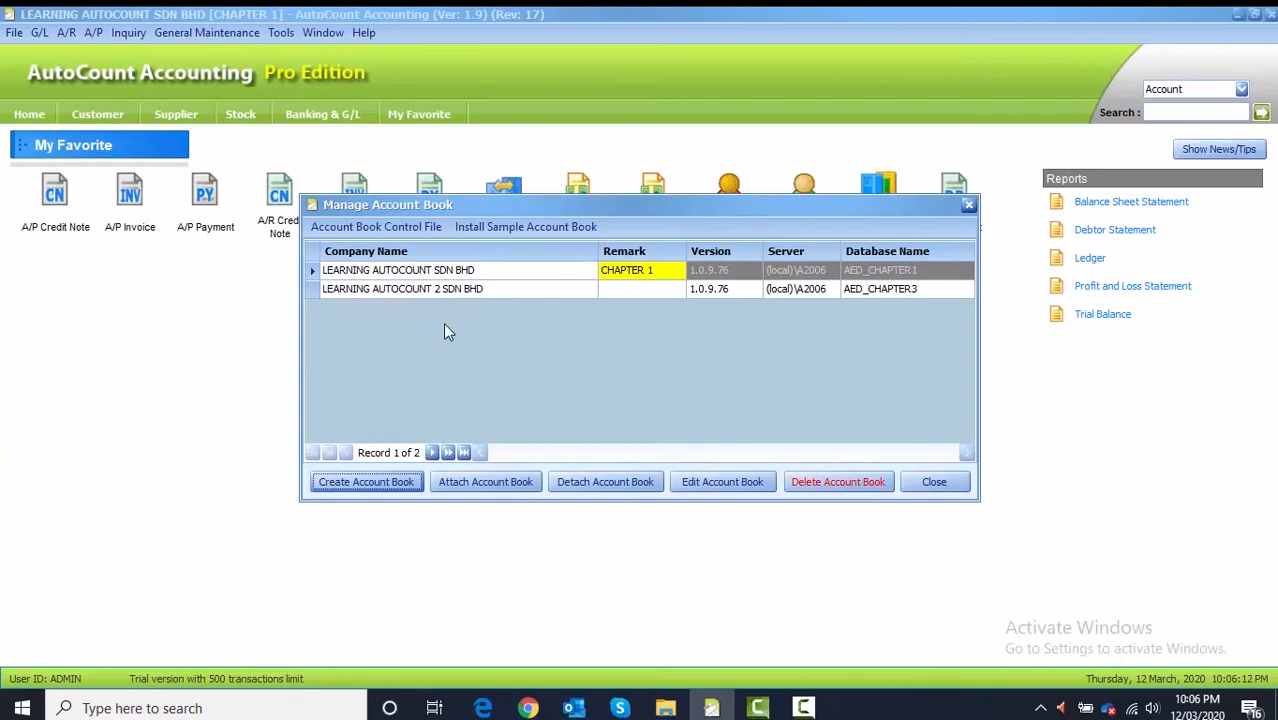 LEARNING AUTOCOUNT SDN BHD [CHAPTER 1] - AutoCount Accounting (Ver: 1.9) (Rev: 17)
File G/L A/R A/P Inquiry General Maintenance Tools Window Help
AutoCount Accounting Pro Edition
Account
Search :
Home Customer Supplier Stock Banking & G/L My Favorite
My Favorite
Show News/Tips
CN INV PY CN
A/P Credit Note A/P Invoice A/P Payment A/R Credit
Note
Manage Account Book
Account Book Control File Install Sample Account Book
Company Name Remark Version Server Database Name
LEARNING AUTOCOUNT SDN BHD CHAPTER 1 1.0.9.76 (local)\A2006 AED_CHAPTER1
LEARNING AUTOCOUNT 2 SDN BHD 1.0.9.76 (local)\A2006 AED_CHAPTER3
Record 1 of 2
Create Account Book Attach Account Book Detach Account Book Edit Account Book Delete Account Book Close
Reports
Balance Sheet Statement
Debtor Statement
Ledger
Profit and Loss Statement
Trial Balance
Activate Windows
Go to Settings to activate Windows.
User ID: ADMIN Trial version with 500 transactions limit Thursday, 12 March, 2020 10:06:12 PM
Type here to search
10:06 PM
12/03/2020
16